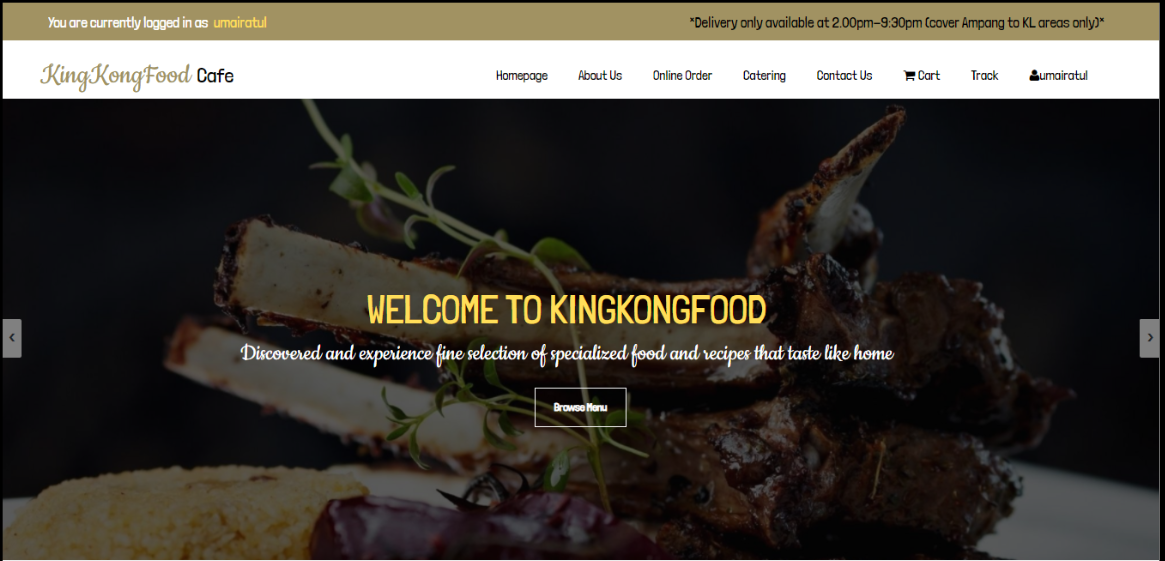 You are currently logged in as umairatul
*Delivery only available at 2.00pm-9:30pm (cover Ampang to KL areas only)*
KingKongFood Cafe
Homepage About Us Online Order Catering Contact Us Cart Track umairatul
WELCOME TO KINGKONGFOOD
Discovered and experience fine selection of specialized food and recipes that taste like home
Browse Menu